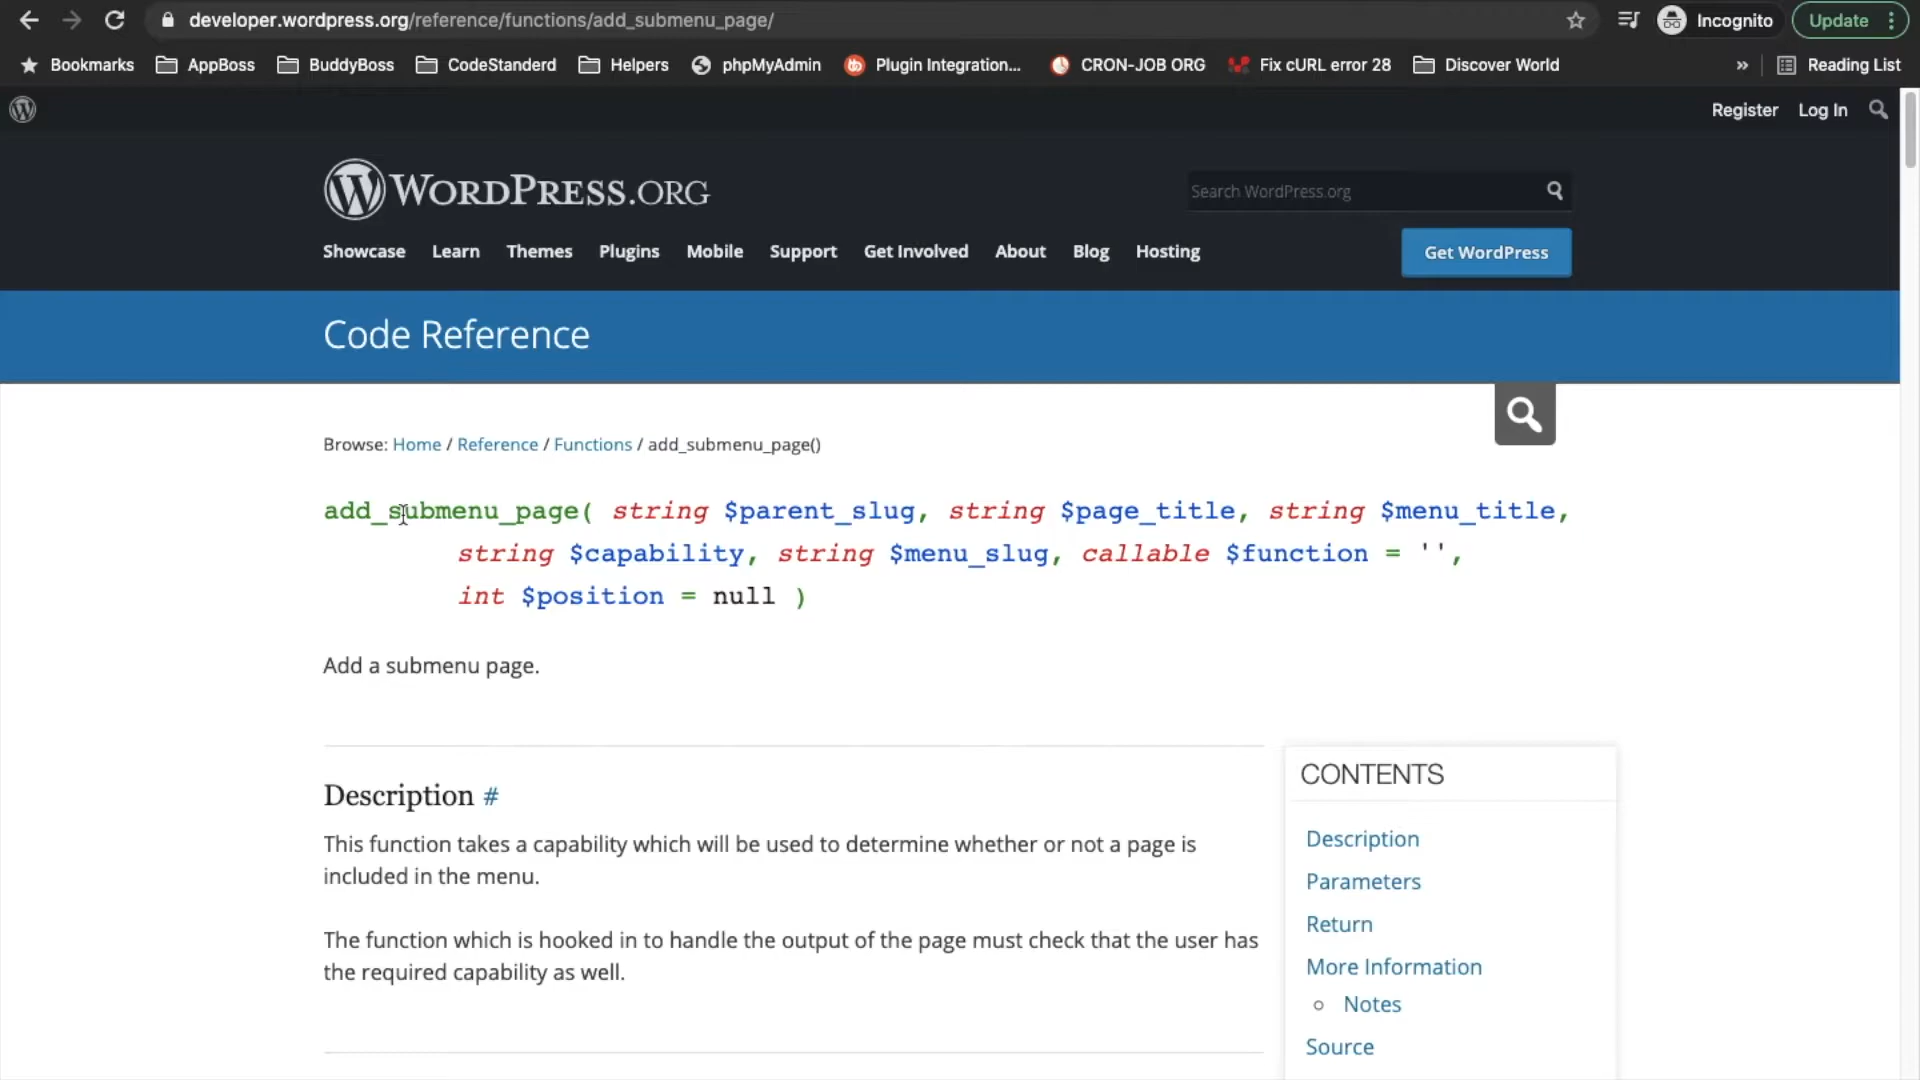 developer.wordpress.org/reference/functions/add_submenu_page/
Incognito
Update
Bookmarks
AppBoss
BuddyBoss
CodeStanderd
Helpers
phpMyAdmin
Plugin Integration...
CRON-JOB ORG
Fix cURL error 28
Discover World
»
Reading List
Register
Log In
WORDPRESS.ORG
Search WordPress.org
Showcase
Learn
Themes
Plugins
Mobile
Support
Get Involved
About
Blog
Hosting
Get WordPress
Code Reference
Browse: Home / Reference / Functions / add_submenu_page()
add_submenu_page( string $parent_slug, string $page_title, string $menu_title,
string $capability, string $menu_slug, callable $function = '',
int $position = null )
Add a submenu page.
Description #
This function takes a capability which will be used to determine whether or not a page is
included in the menu.
The function which is hooked in to handle the output of the page must check that the user has
the required capability as well.
CONTENTS
Description
Parameters
Return
More Information
Notes
Source